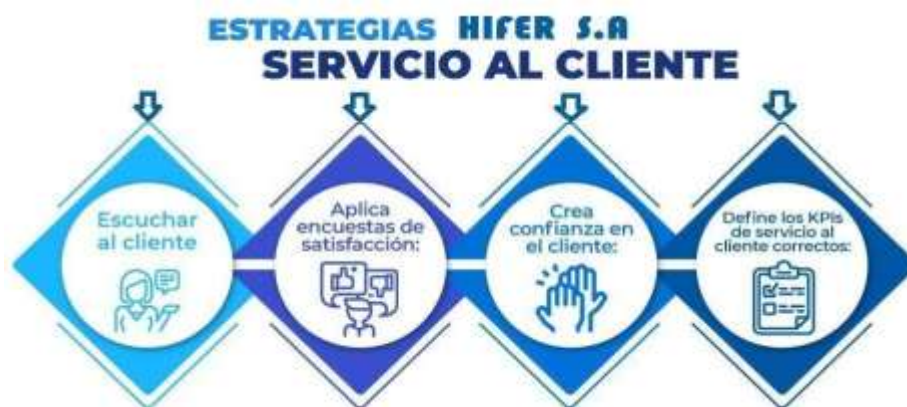 ESTRATEGIAS HIFER S.A
SERVICIO AL CLIENTE
Escuchar
al cliente
Aplica
encuestas de
satisfacción:
Crea
confianza en
el cliente:
Define los KPIs
de servicio al
cliente correctos: